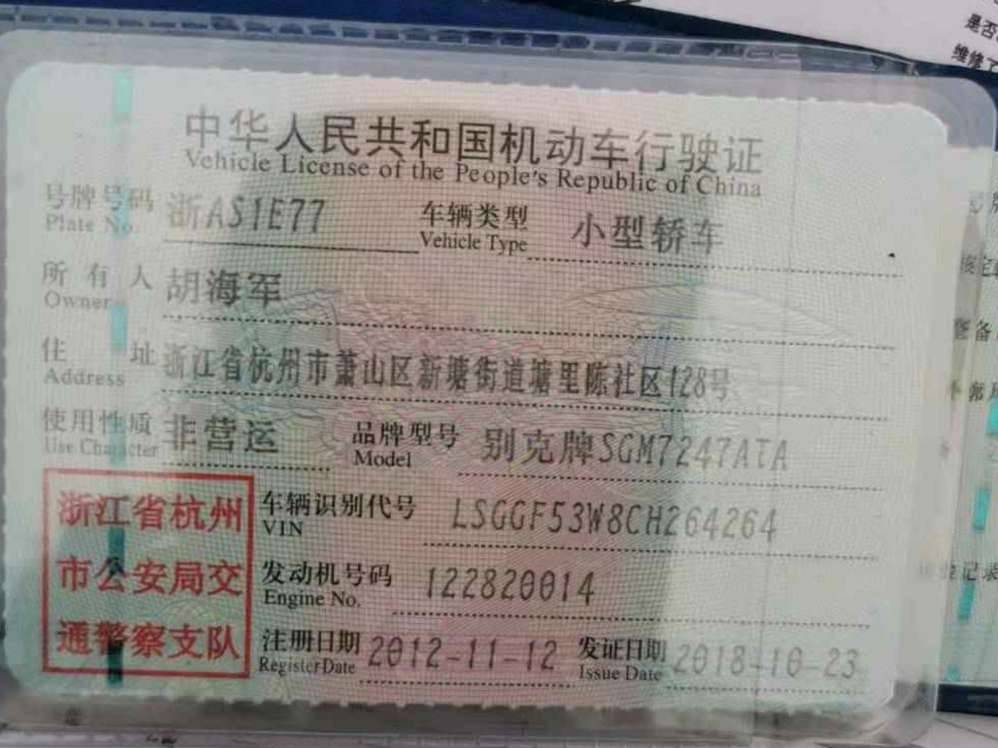 是否
维修了
中华人民共和国机动车行驶证
Vehicle License of the People's Republic of China
号牌号码 浙AS1E77 车辆类型 小型轿车
Plate No. Vehicle Type
所有人 胡海军
Owner
住址 浙江省杭州市萧山区新塘街道塘里陈社区128号
Address
使用性质 非营运 品牌型号 别克牌SGM7247ATA
Use Character Model
浙江省杭州 车辆识别代号 LSGGF53W8CH264264
VIN
市公安局交 发动机号码 122820014
Engine No.
通警察支队 注册日期 2012-11-12 发证日期 2018-10-23
Register Date Issue Date
记录